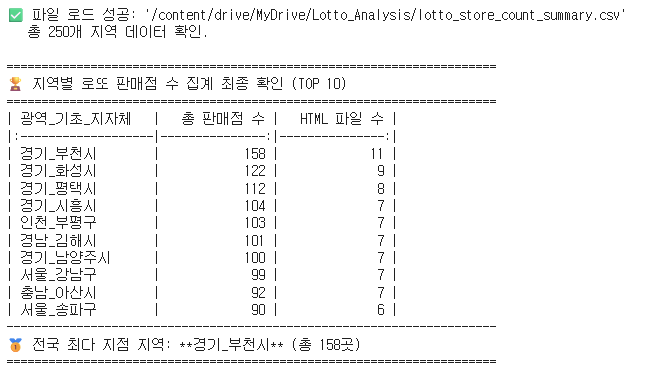 ✅ 파일 로드 성공: '/content/drive/MyDrive/Lotto_Analysis/lotto_store_count_summary.csv'
총 250개 지역 데이터 확인.
======================================================================
🏆 지역별 로또 판매점 수 집계 최종 확인 (TOP 10)
======================================================================
| 광역_기초_지자체 | 총 판매점 수 | HTML 파일 수 |
|:-------------------|---------------:|---------------:|
| 경기_부천시 | 158 | 11 |
| 경기_화성시 | 122 | 9 |
| 경기_평택시 | 112 | 8 |
| 경기_시흥시 | 104 | 7 |
| 인천_부평구 | 103 | 7 |
| 경남_김해시 | 101 | 7 |
| 경기_남양주시 | 100 | 7 |
| 서울_강남구 | 99 | 7 |
| 충남_아산시 | 92 | 7 |
| 서울_송파구 | 90 | 6 |
----------------------------------------------------------------------
🥇 전국 최다 지점 지역: **경기_부천시** (총 158곳)
======================================================================